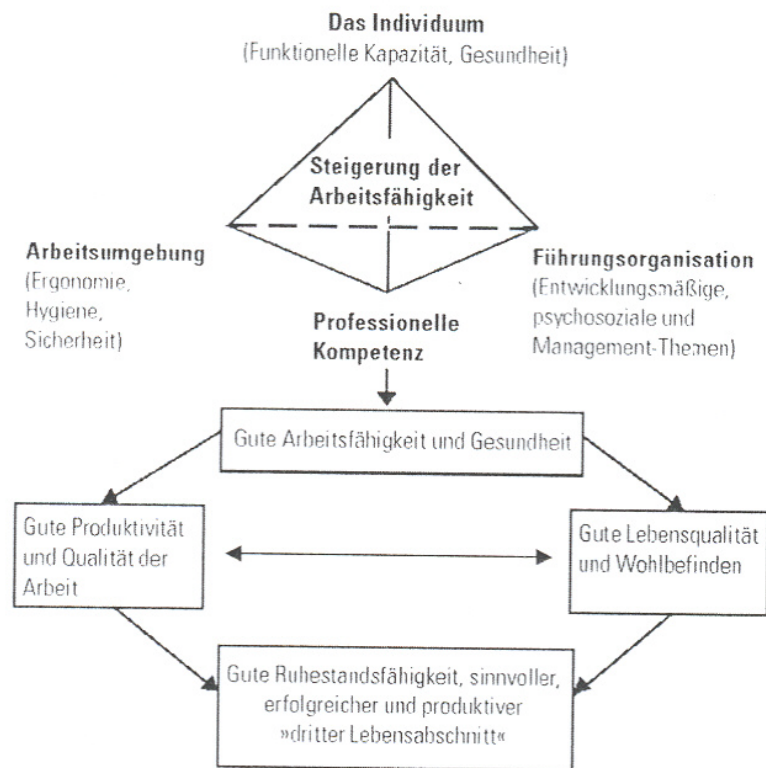 Das Individuum
(Funktionelle Kapazität, Gesundheit)
Steigerung der
Arbeitsfähigkeit
Arbeitsumgebung
(Ergonomie,
Hygiene,
Sicherheit)
Führungsorganisation
(Entwicklungsmäßige,
psychosoziale und
Management-Themen)
Professionelle
Kompetenz
Gute Arbeitsfähigkeit und Gesundheit
Gute Produktivität
und Qualität der
Arbeit
Gute Lebensqualität
und Wohlbefinden
Gute Ruhestandsfähigkeit, sinnvoller,
erfolgreicher und produktiver
»dritter Lebensabschnitt«